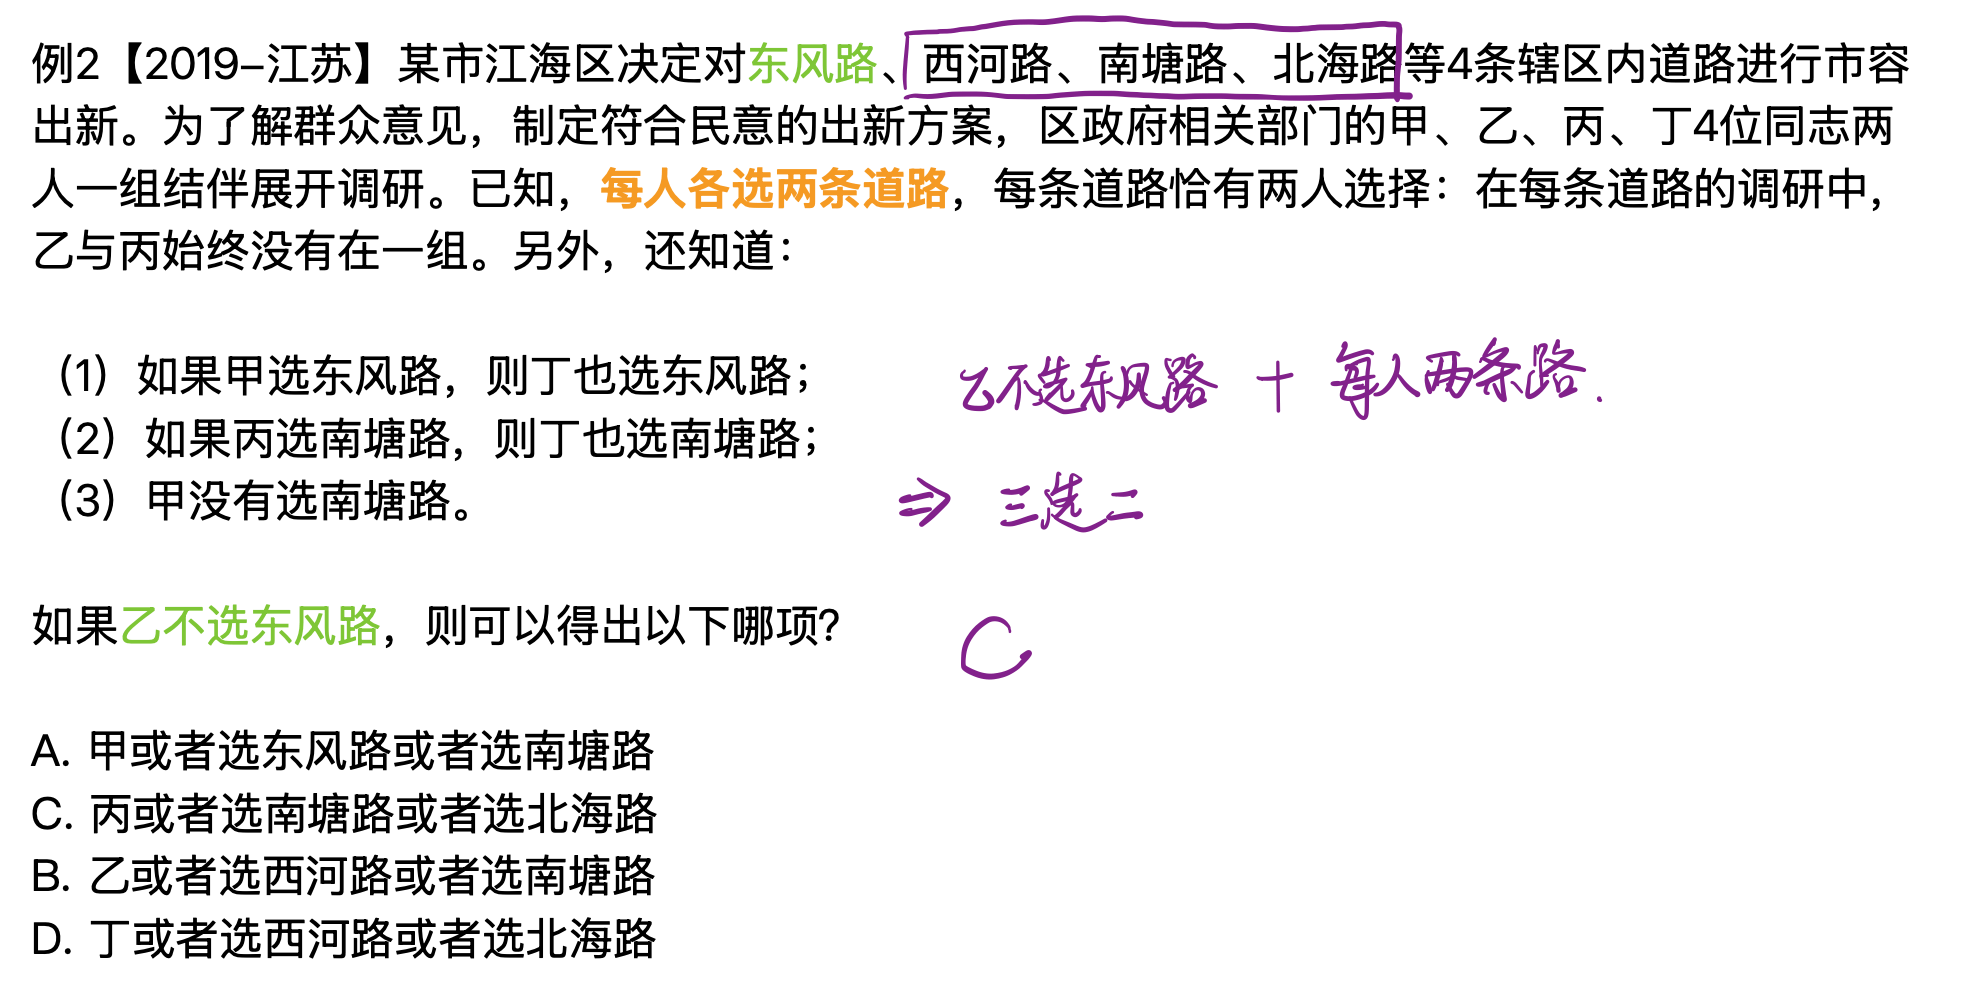 例2【2019-江苏】某市江海区决定对东风路、西河路、南塘路、北海路等4条辖区内道路进行市容
出新。为了解群众意见，制定符合民意的出新方案，区政府相关部门的甲、乙、丙、丁4位同志两
人一组结伴展开调研。已知，每人各选两条道路，每条道路恰有两人选择：在每条道路的调研中，
乙与丙始终没有在一组。另外，还知道：
（1）如果甲选东风路，则丁也选东风路；
乙不选东风路 + 每人两条路.
（2）如果丙选南塘路，则丁也选南塘路；
（3）甲没有选南塘路。
⇒ 三选二
如果乙不选东风路，则可以得出以下哪项？
C
A. 甲或者选东风路或者选南塘路
C. 丙或者选南塘路或者选北海路
B. 乙或者选西河路或者选南塘路
D. 丁或者选西河路或者选北海路